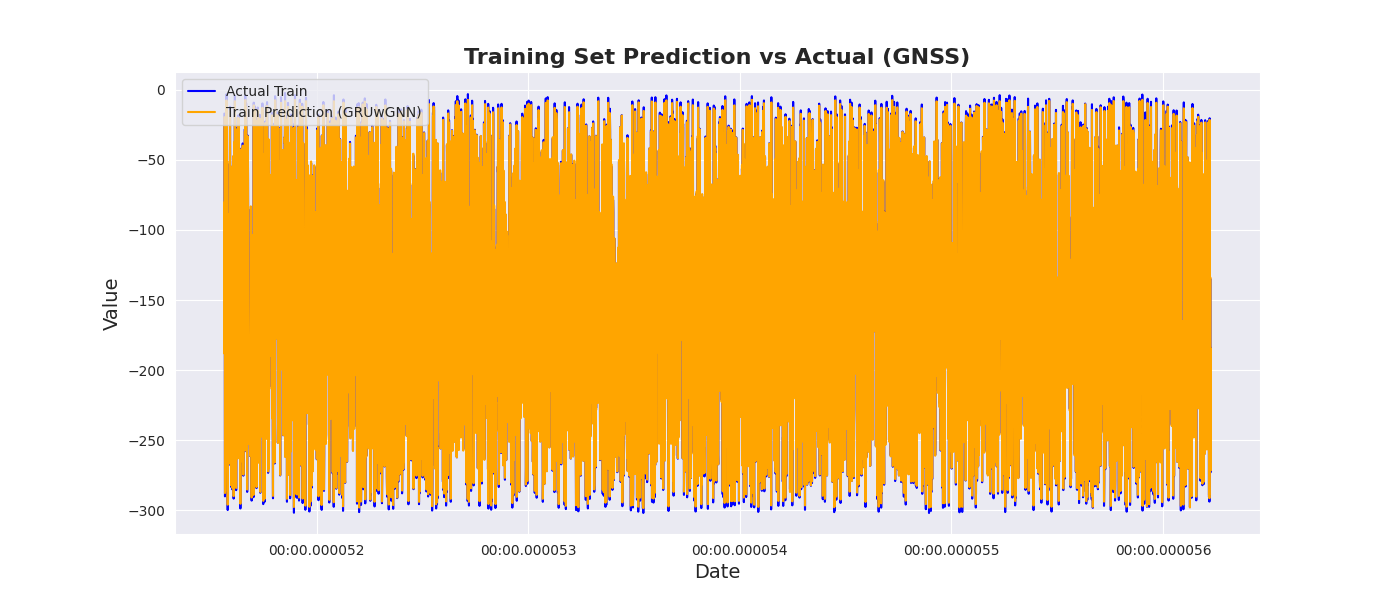 Training Set Prediction vs Actual (GNSS)
Actual Train
Train Prediction (GRUwGNN)
0
−50
−100
−150
−200
−250
−300
Value
00:00.000052
00:00.000053
00:00.000054
00:00.000055
00:00.000056
Date